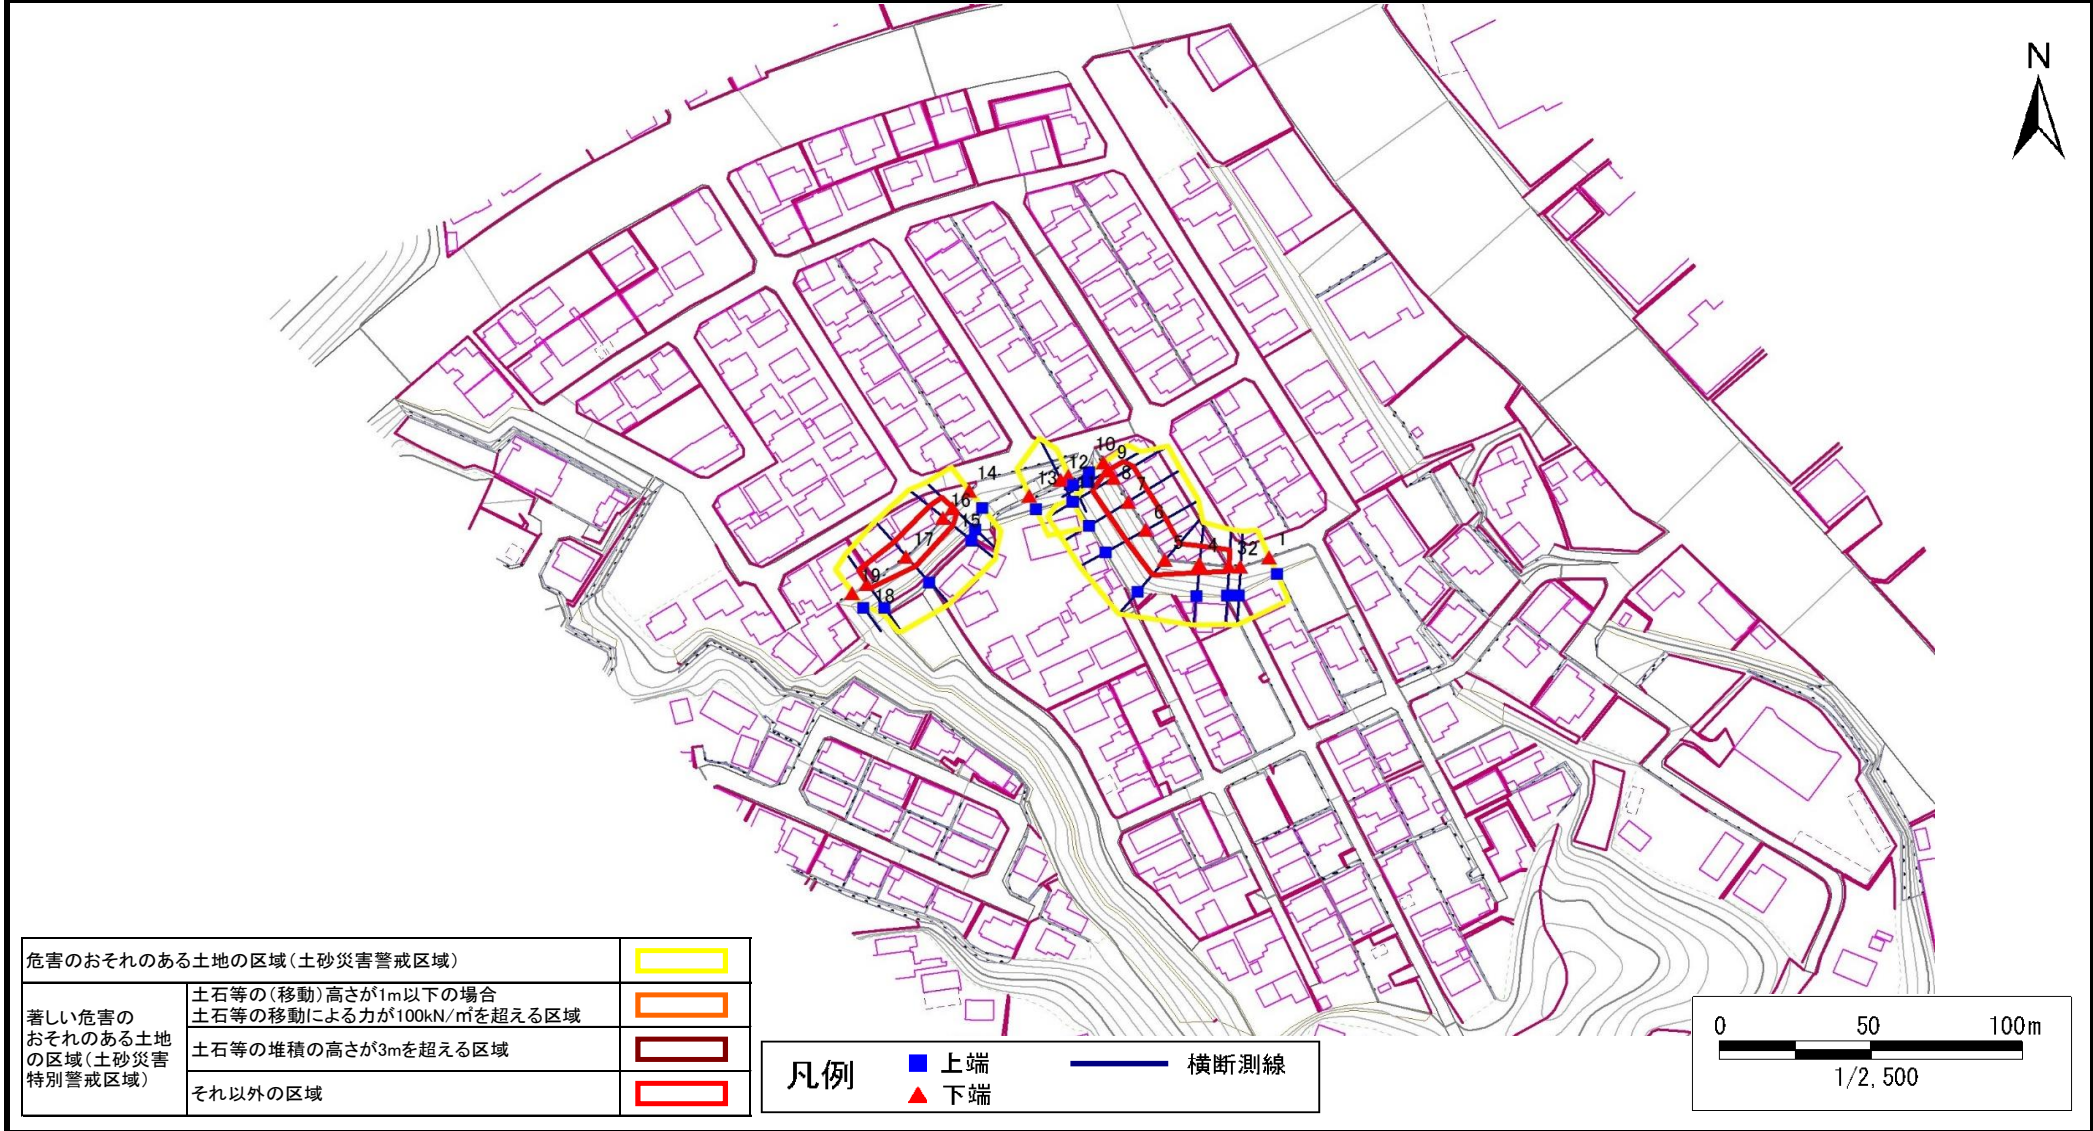 N
10
9
12
8
14
13
7
16
6
15
17
5
4
3
2
1
19
18
危害のおそれのある土地の区域(土砂災害警戒区域)
著しい危害の
おそれのある土地
の区域(土砂災害
特別警戒区域)
土石等の(移動)高さが1m以下の場合
土石等の移動による力が100kN/㎡を超える区域
土石等の堆積の高さが3mを超える区域
それ以外の区域
凡例
上端
下端
横断測線
0 50 100m
1/2,500